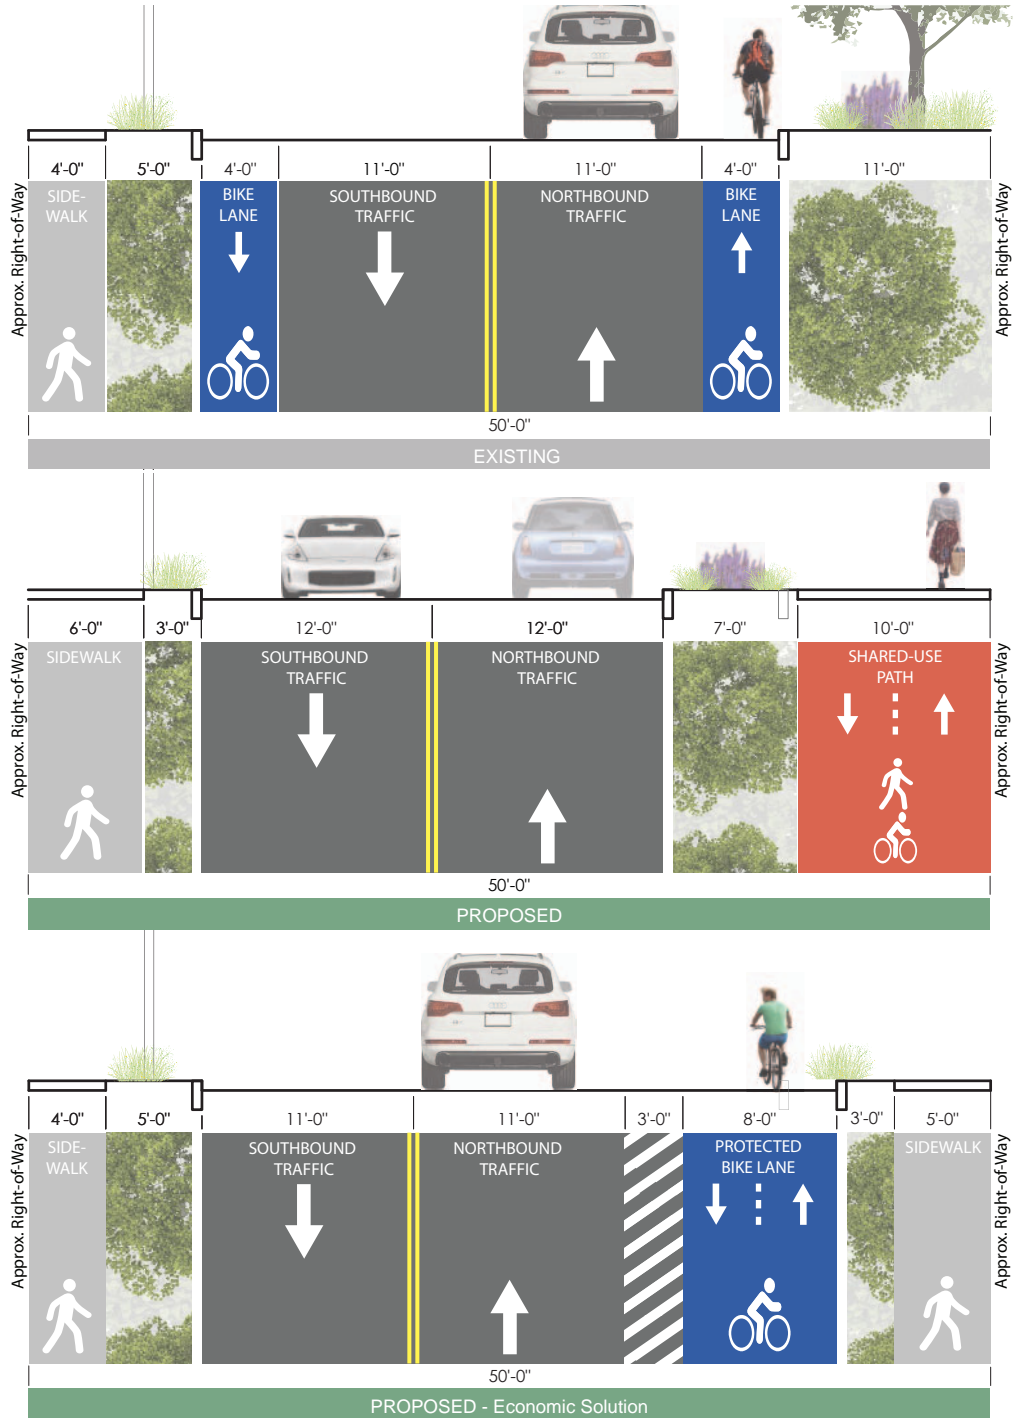 4'-0"
5'-0"
4'-0"
11'-0"
11'-0"
4'-0"
11'-0"
Approx. Right-of-Way
SIDE-
WALK
BIKE
LANE
SOUTHBOUND
TRAFFIC
NORTHBOUND
TRAFFIC
BIKE
LANE
Approx. Right-of-Way
50'-0"
EXISTING
6'-0"
3'-0"
12'-0"
12'-0"
7'-0"
10'-0"
Approx. Right-of-Way
SIDEWALK
SOUTHBOUND
TRAFFIC
NORTHBOUND
TRAFFIC
SHARED-USE
PATH
Approx. Right-of-Way
50'-0"
PROPOSED
4'-0"
5'-0"
11'-0"
11'-0"
3'-0"
8'-0"
3'-0"
5'-0"
Approx. Right-of-Way
SIDE-
WALK
SOUTHBOUND
TRAFFIC
NORTHBOUND
TRAFFIC
PROTECTED
BIKE LANE
SIDEWALK
Approx. Right-of-Way
50'-0"
PROPOSED - Economic Solution